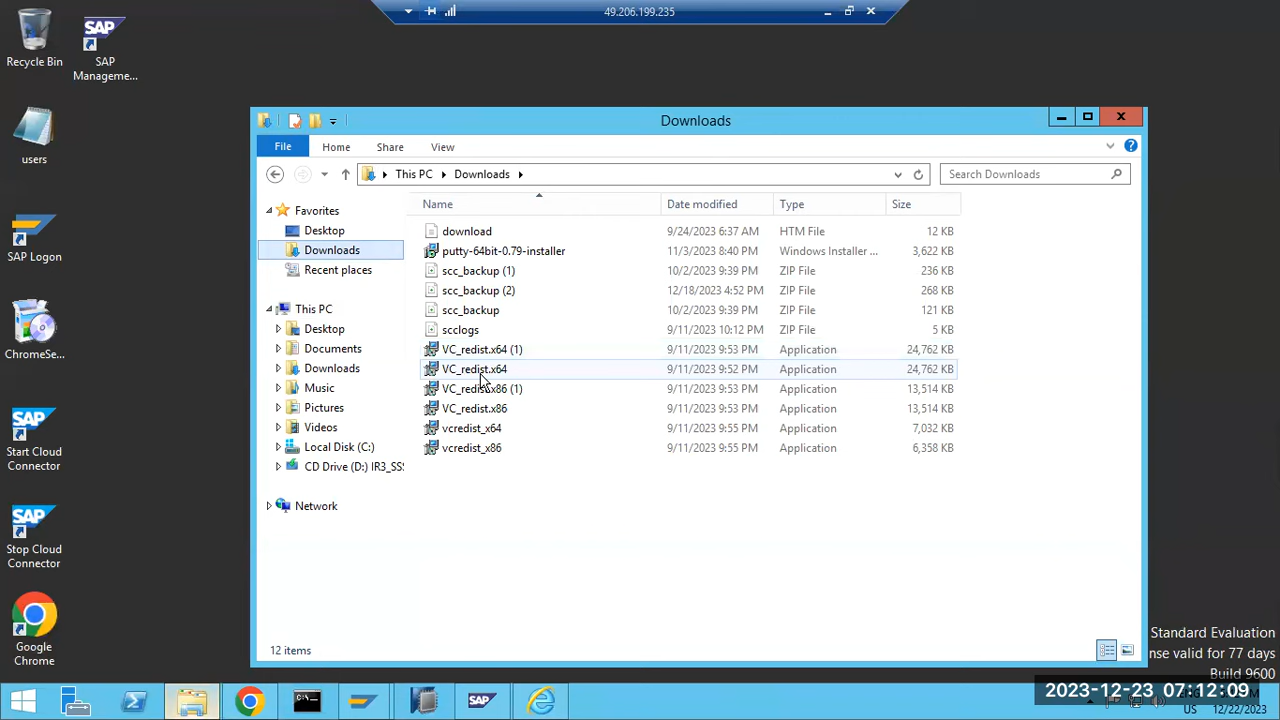 49.206.199.235
Recycle Bin
SAP
Manageme...
users
SAP Logon
ChromeSe...
Start Cloud
Connector
Stop Cloud
Connector
Google
Chrome
Downloads
File
Home
Share
View
This PC
Downloads
Search Downloads
Favorites
Desktop
Downloads
Recent places
This PC
Desktop
Documents
Downloads
Music
Pictures
Videos
Local Disk (C:)
CD Drive (D:) IR3_SS
Network
Name Date modified Type Size
download 9/24/2023 6:37 AM HTM File 12 KB
putty-64bit-0.79-installer 11/3/2023 8:40 PM Windows Installer ... 3,622 KB
scc_backup (1) 10/2/2023 9:39 PM ZIP File 236 KB
scc_backup (2) 12/18/2023 4:52 PM ZIP File 268 KB
scc_backup 10/2/2023 9:39 PM ZIP File 121 KB
scclogs 9/11/2023 10:12 PM ZIP File 5 KB
VC_redist.x64 (1) 9/11/2023 9:53 PM Application 24,762 KB
VC_redist.x64 9/11/2023 9:52 PM Application 24,762 KB
VC_redist.x86 (1) 9/11/2023 9:53 PM Application 13,514 KB
VC_redist.x86 9/11/2023 9:53 PM Application 13,514 KB
vcredist_x64 9/11/2023 9:55 PM Application 7,032 KB
vcredist_x86 9/11/2023 9:55 PM Application 6,358 KB
12 items
Standard Evaluation
nse valid for 77 days
Build 9600
2023-12-23 07:12:09
US
12/22/2023
SAP